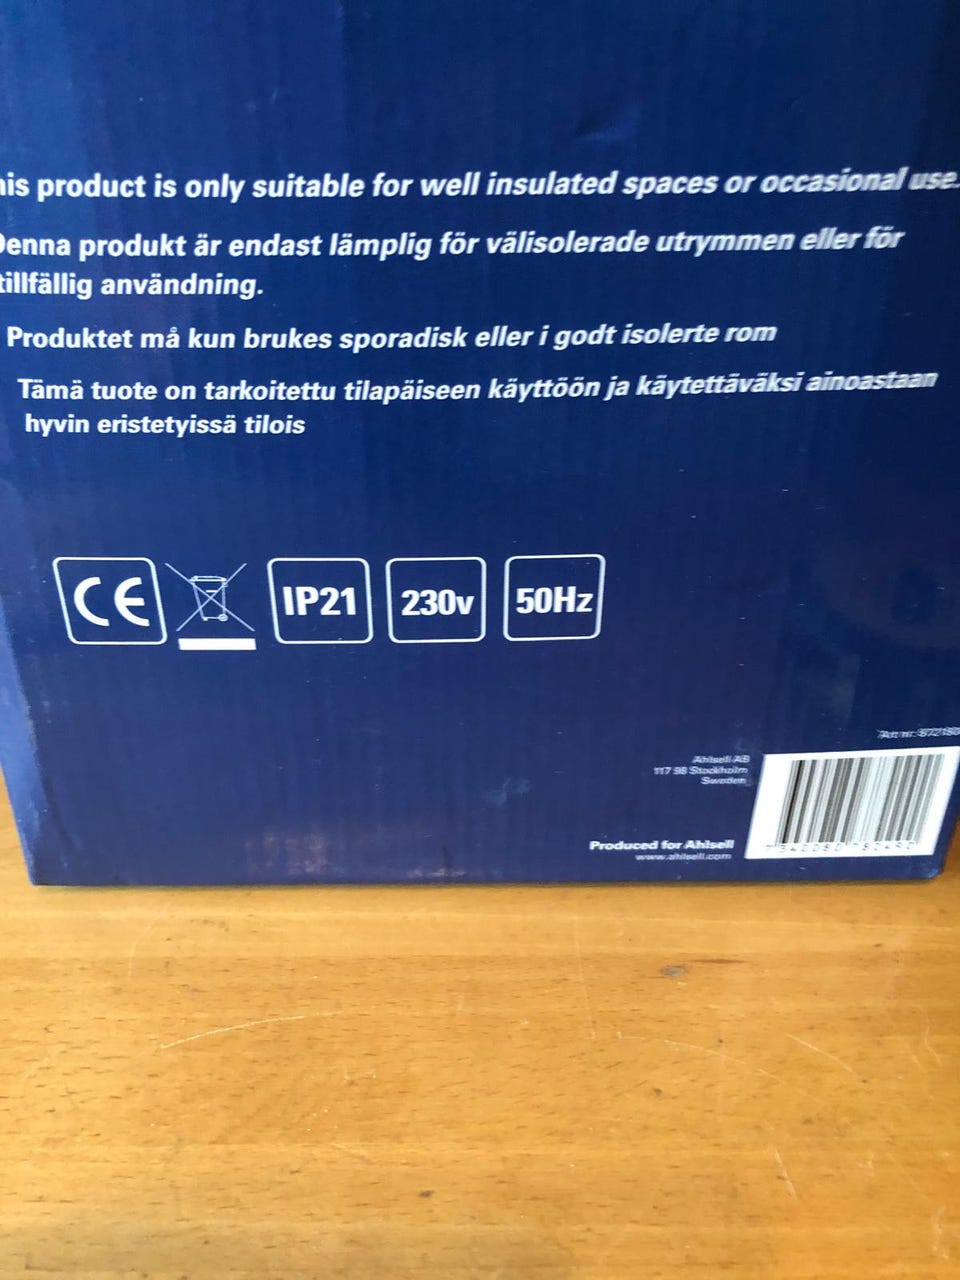 his product is only suitable for well insulated spaces or occasional use.
Denna produkt är endast lämplig för välisolerade utrymmen eller för
tillfällig användning.
Produktet må kun brukes sporadisk eller i godt isolerte rom
Tämä tuote on tarkoitettu tilapäiseen käyttöön ja käytettäväksi ainoastaan
hyvin eristetyissä tilois
CE
IP21
230v
50Hz
Art nr: 872180
Ahlsell AB
117 98 Stockholm
Sweden
Produced for Ahlsell
www.ahlsell.com